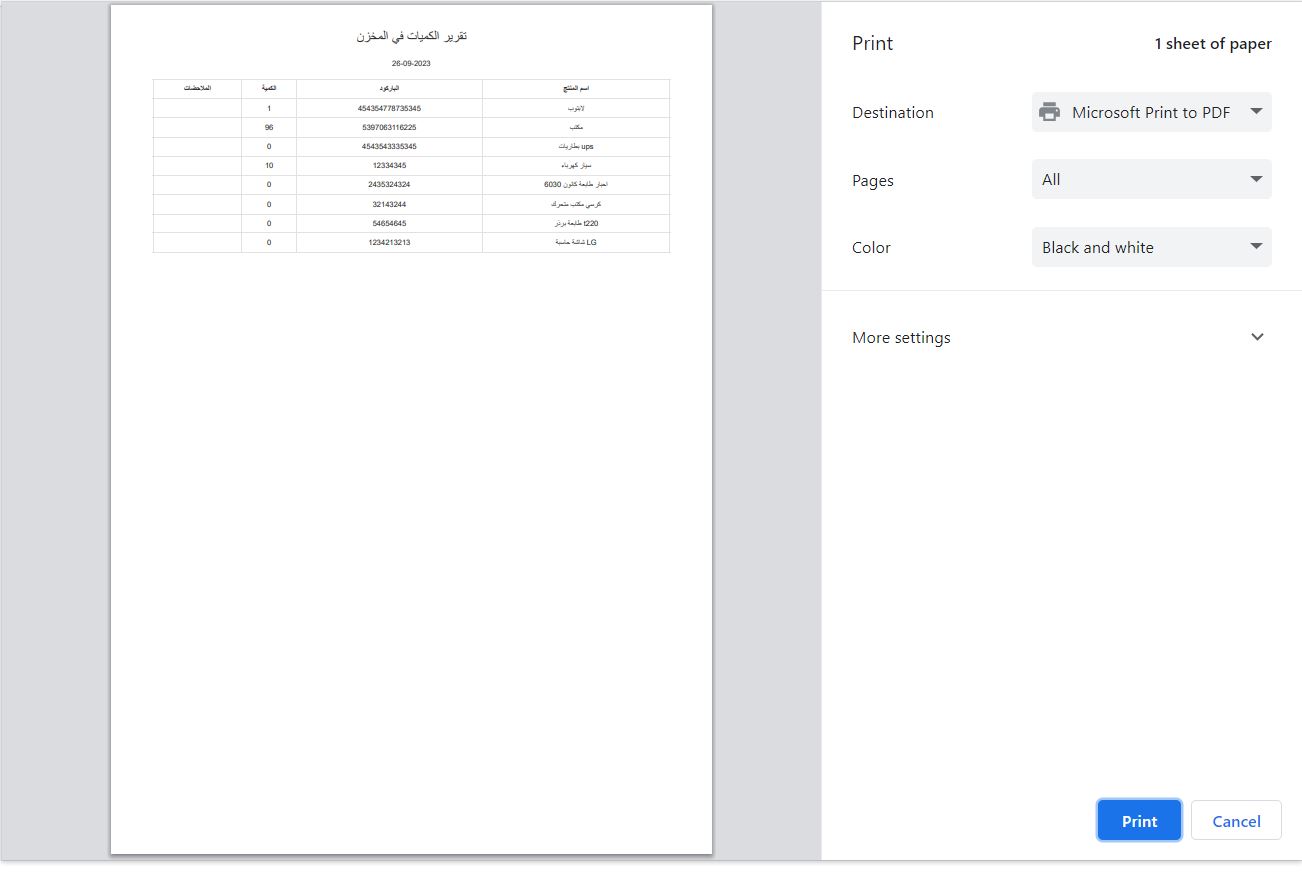 تقرير الكميات في المخزن
26-09-2023
اسم المنتج الباركود الكمية الملاحضات
لابتوب 454354778735345 1
مكتب 5397063116225 96
ups بطاريات 4543543335345 0
سيار كهرباء 12334345 10
احبار طابعة كانون 6030 2435324324 0
كرسي مكتب متحرك 32143244 0
t220 طابعة برذر 54654645 0
LG شاشة حاسبة 1234213213 0
Print 1 sheet of paper
Destination Microsoft Print to PDF
Pages All
Color Black and white
More settings
Print Cancel